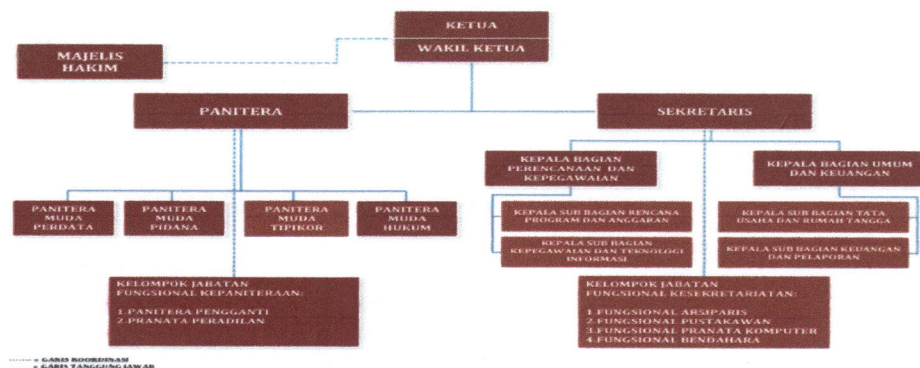 KETUA
WAKIL KETUA
MAJELIS
HAKIM
PANITERA
SEKRETARIS
KEPALA BAGIAN
PERENCANAAN DAN
KEPEGAWAIAN
KEPALA BAGIAN UMUM
DAN KEUANGAN
PANITERA
MUDA
PERDATA
PANITERA
MUDA
PIDANA
PANITERA
MUDA
TIPIKOR
PANITERA
MUDA
HUKUM
KEPALA SUB BAGIAN RENCANA
PROGRAM DAN ANGGARAN
KEPALA SUB BAGIAN TATA
USAHA DAN RUMAH TANGGA
KEPALA SUB BAGIAN
KEPEGAWAIAN DAN TEKNOLOGI
INFORMASI
KEPALA SUB BAGIAN KEUANGAN
DAN PELAPORAN
KELOMPOK JABATAN
FUNGSIONAL KEPANITERAAN:
1.PANITERA PENGGANTI
2.PRANATA PERADILAN
KELOMPOK JABATAN
FUNGSIONAL KESEKRETARIATAN:
1.FUNGSIONAL ARSIPARIS
2.FUNGSIONAL PUSTAKAWAN
3.FUNGSIONAL PRANATA KOMPUTER
4.FUNGSIONAL BENDAHARA
= GARIS KOORDINASI
= GARIS TANGGUNG JAWAB